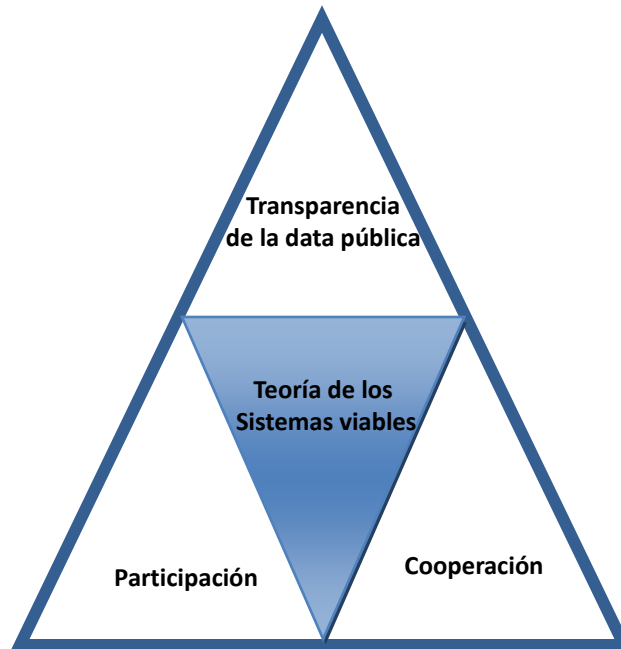 Transparencia
de la data pública
Teoría de los
Sistemas viables
Participación
Cooperación